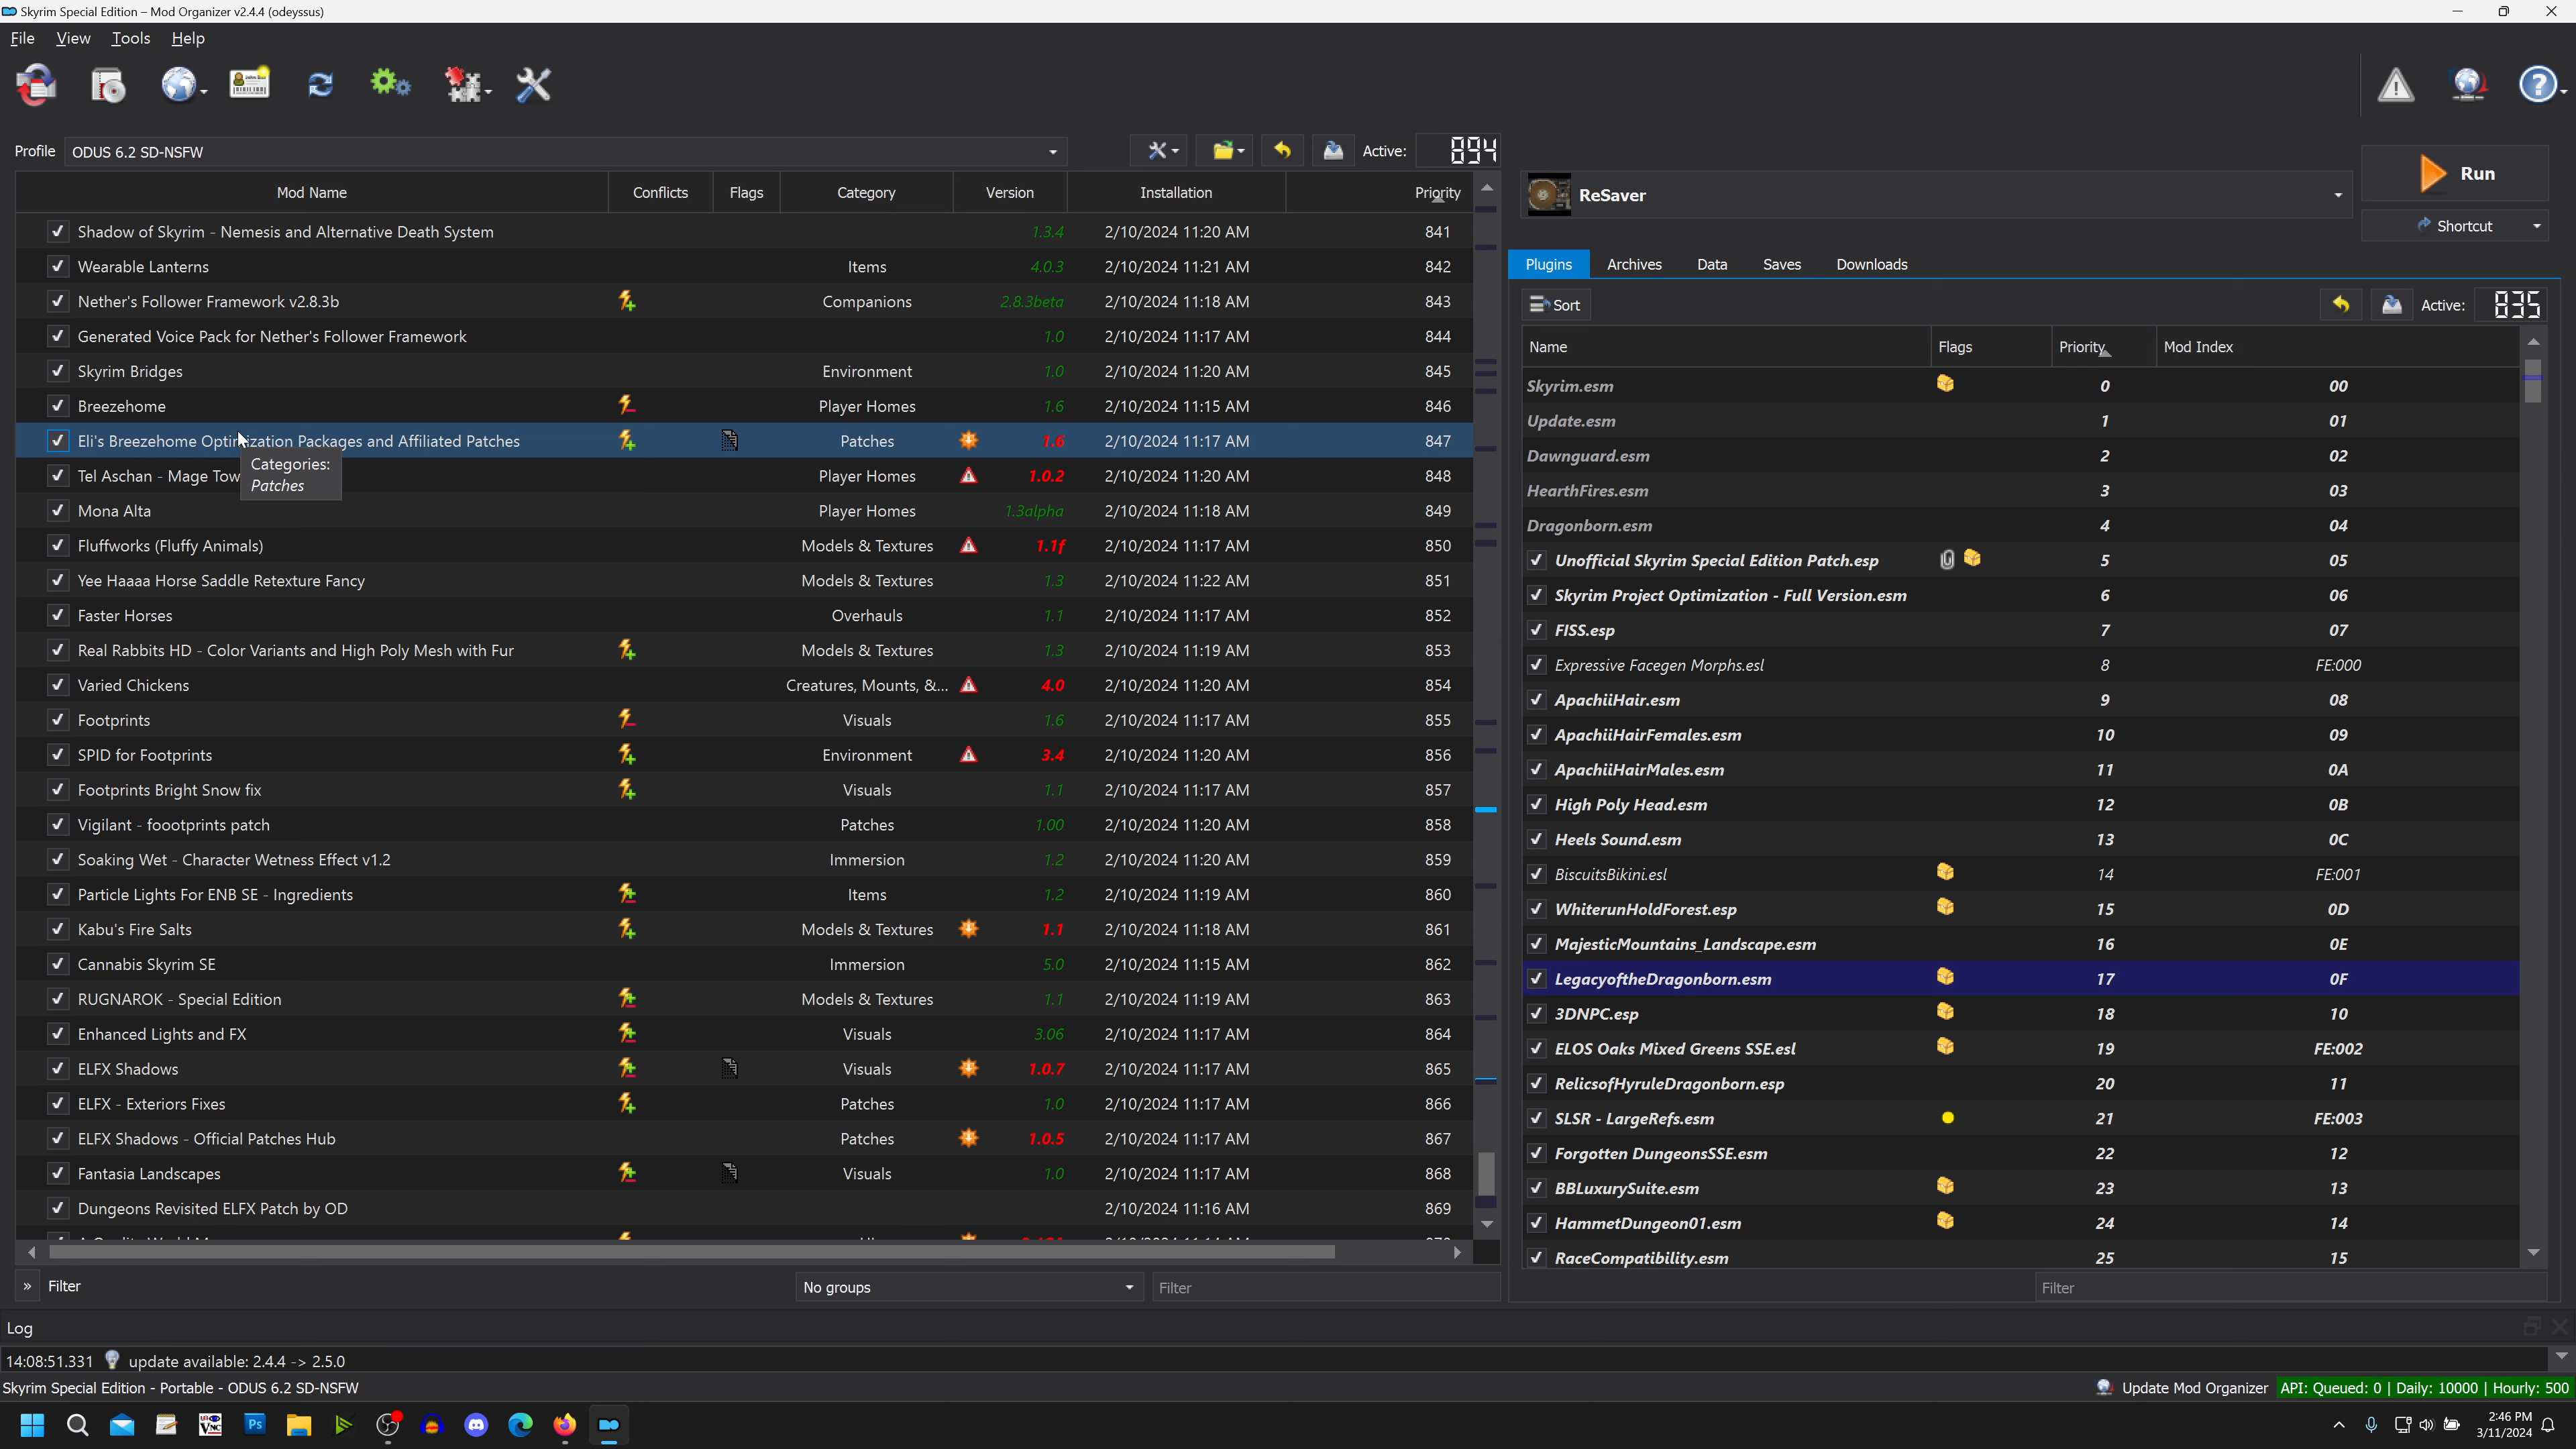 Skyrim Special Edition – Mod Organizer v2.4.4 (odeyssus)
File View Tools Help
Profile ODUS 6.2 SD-NSFW Active: 894
Mod Name Conflicts Flags Category Version Installation Priority
Shadow of Skyrim - Nemesis and Alternative Death System 1.3.4 2/10/2024 11:20 AM 841
Wearable Lanterns Items 4.0.3 2/10/2024 11:21 AM 842
Nether's Follower Framework v2.8.3b Companions 2.8.3beta 2/10/2024 11:18 AM 843
Generated Voice Pack for Nether's Follower Framework 1.0 2/10/2024 11:17 AM 844
Skyrim Bridges Environment 1.0 2/10/2024 11:20 AM 845
Breezehome Player Homes 1.6 2/10/2024 11:15 AM 846
Eli's Breezehome Optimization Packages and Affiliated Patches Patches 1.6 2/10/2024 11:17 AM 847
Categories:
Patches
Tel Aschan - Mage Tow Player Homes 1.0.2 2/10/2024 11:20 AM 848
Mona Alta Player Homes 1.3alpha 2/10/2024 11:18 AM 849
Fluffworks (Fluffy Animals) Models & Textures 1.1f 2/10/2024 11:17 AM 850
Yee Haaaa Horse Saddle Retexture Fancy Models & Textures 1.3 2/10/2024 11:22 AM 851
Faster Horses Overhauls 1.1 2/10/2024 11:17 AM 852
Real Rabbits HD - Color Variants and High Poly Mesh with Fur Models & Textures 1.3 2/10/2024 11:19 AM 853
Varied Chickens Creatures, Mounts, &... 4.0 2/10/2024 11:20 AM 854
Footprints Visuals 1.6 2/10/2024 11:17 AM 855
SPID for Footprints Environment 3.4 2/10/2024 11:20 AM 856
Footprints Bright Snow fix Visuals 1.1 2/10/2024 11:17 AM 857
Vigilant - foootprints patch Patches 1.00 2/10/2024 11:20 AM 858
Soaking Wet - Character Wetness Effect v1.2 Immersion 1.2 2/10/2024 11:20 AM 859
Particle Lights For ENB SE - Ingredients Items 1.2 2/10/2024 11:19 AM 860
Kabu's Fire Salts Models & Textures 1.1 2/10/2024 11:18 AM 861
Cannabis Skyrim SE Immersion 5.0 2/10/2024 11:15 AM 862
RUGNAROK - Special Edition Models & Textures 1.1 2/10/2024 11:19 AM 863
Enhanced Lights and FX Visuals 3.06 2/10/2024 11:17 AM 864
ELFX Shadows Visuals 1.0.7 2/10/2024 11:17 AM 865
ELFX - Exteriors Fixes Patches 1.0 2/10/2024 11:17 AM 866
ELFX Shadows - Official Patches Hub Patches 1.0.5 2/10/2024 11:17 AM 867
Fantasia Landscapes Visuals 1.0 2/10/2024 11:17 AM 868
Dungeons Revisited ELFX Patch by OD 2/10/2024 11:16 AM 869
» Filter No groups Filter
ReSaver Run
Shortcut
Plugins Archives Data Saves Downloads
Sort Active: 835
Name Flags Priority Mod Index
Skyrim.esm 0 00
Update.esm 1 01
Dawnguard.esm 2 02
HearthFires.esm 3 03
Dragonborn.esm 4 04
Unofficial Skyrim Special Edition Patch.esp 5 05
Skyrim Project Optimization - Full Version.esm 6 06
FISS.esp 7 07
Expressive Facegen Morphs.esl 8 FE:000
ApachiiHair.esm 9 08
ApachiiHairFemales.esm 10 09
ApachiiHairMales.esm 11 0A
High Poly Head.esm 12 0B
Heels Sound.esm 13 0C
BiscuitsBikini.esl 14 FE:001
WhiterunHoldForest.esp 15 0D
MajesticMountains_Landscape.esm 16 0E
LegacyoftheDragonborn.esm 17 0F
3DNPC.esp 18 10
ELOS Oaks Mixed Greens SSE.esl 19 FE:002
RelicsofHyruleDragonborn.esp 20 11
SLSR - LargeRefs.esm 21 FE:003
Forgotten DungeonsSSE.esm 22 12
BBLuxurySuite.esm 23 13
HammetDungeon01.esm 24 14
RaceCompatibility.esm 25 15
Filter
Log
14:08:51.331 update available: 2.4.4 -> 2.5.0
Skyrim Special Edition - Portable - ODUS 6.2 SD-NSFW Update Mod Organizer API: Queued: 0 | Daily: 10000 | Hourly: 500
Ps
2:46 PM
3/11/2024